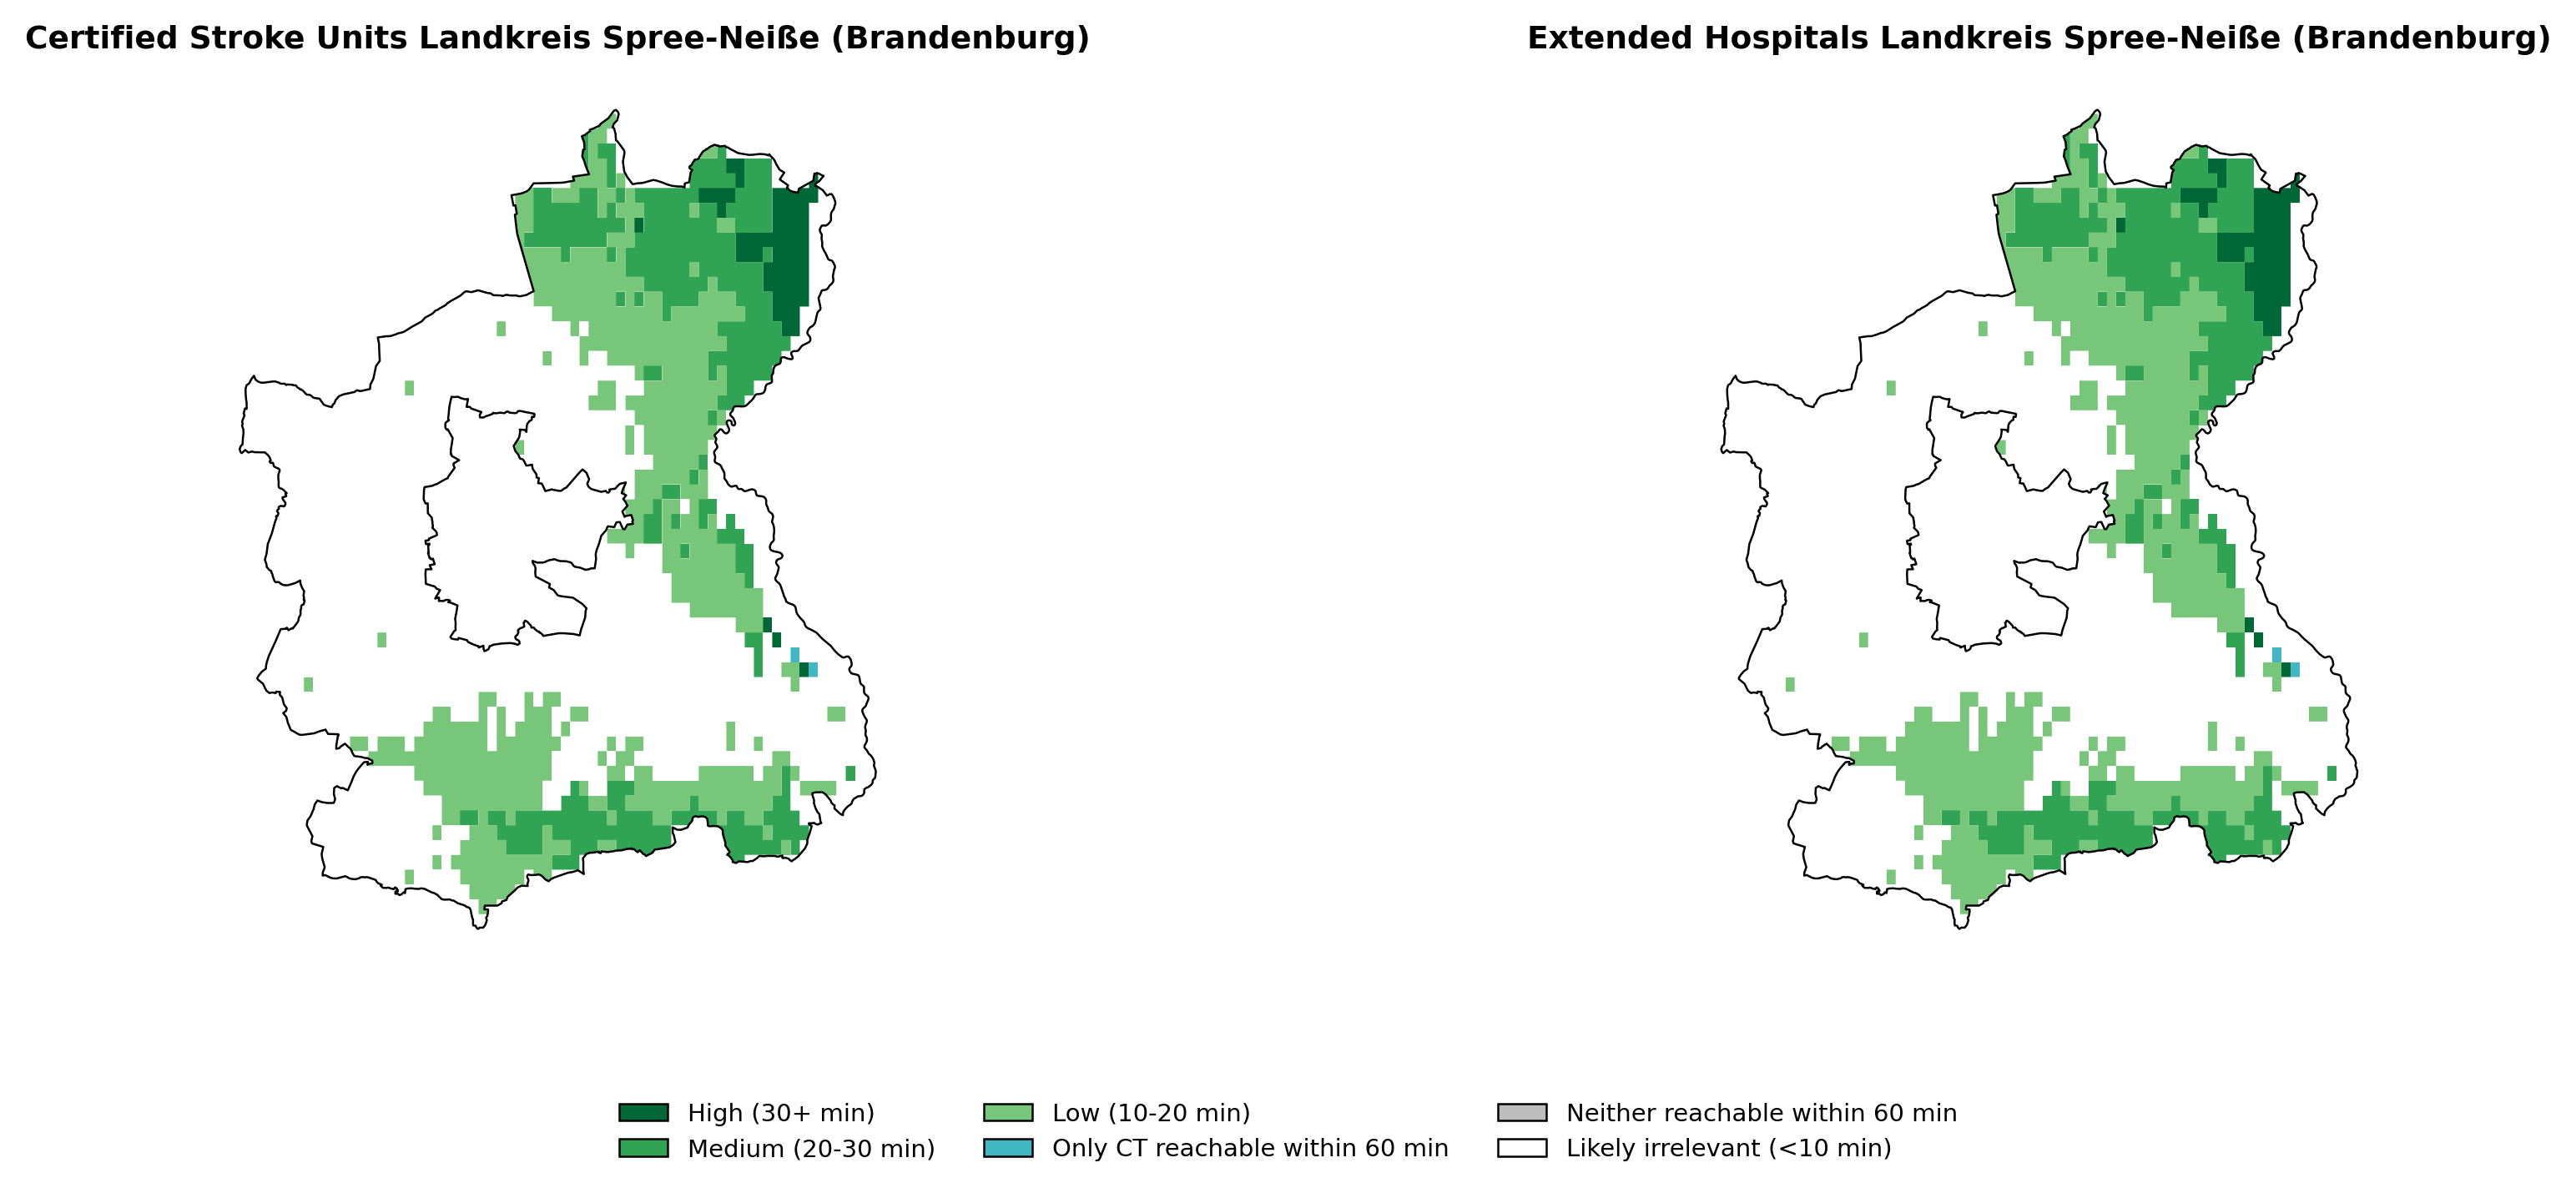 Certified Stroke Units Landkreis Spree-Neiße (Brandenburg)
Extended Hospitals Landkreis Spree-Neiße (Brandenburg)
High (30+ min)
Medium (20-30 min)
Low (10-20 min)
Only CT reachable within 60 min
Neither reachable within 60 min
Likely irrelevant (<10 min)